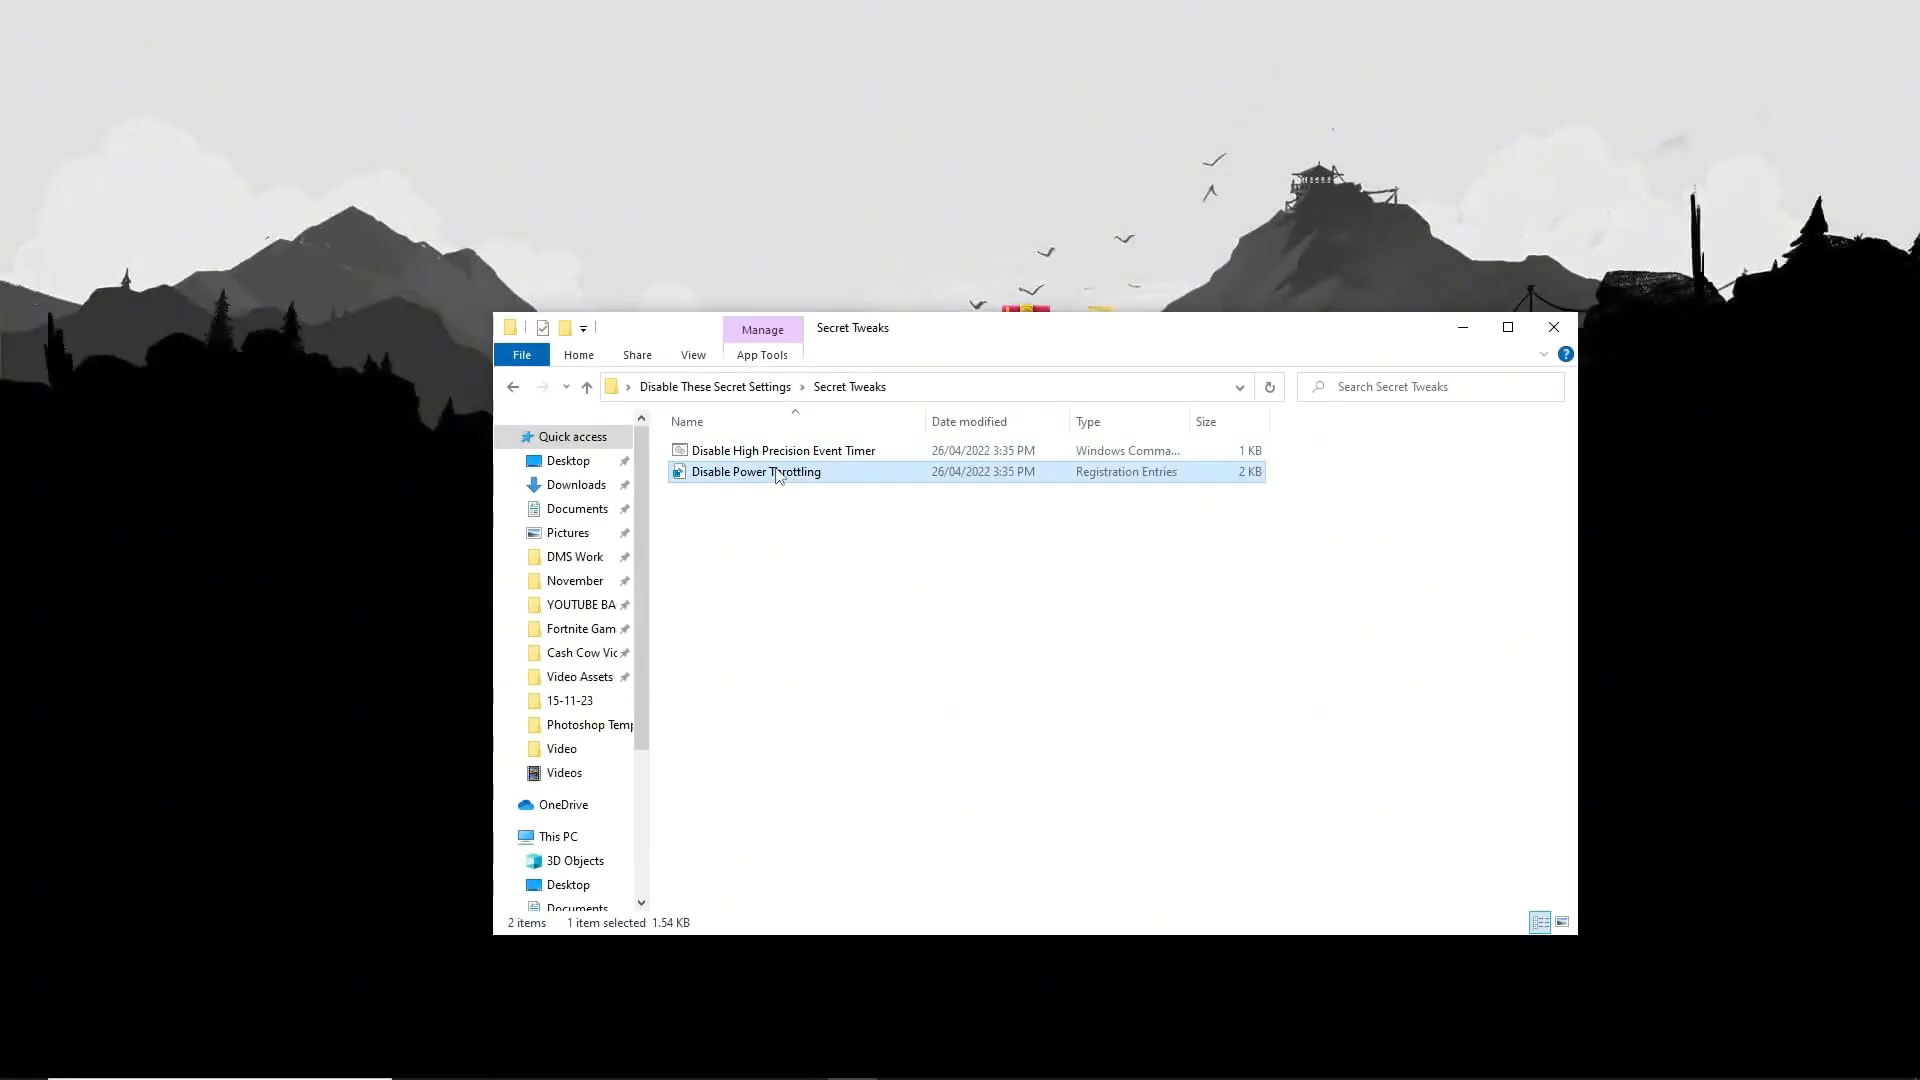 Manage
Secret Tweaks
File
Home
Share
View
App Tools
?
Disable These Secret Settings > Secret Tweaks
Search Secret Tweaks
Name
Date modified
Type
Size
Disable High Precision Event Timer 26/04/2022 3:35 PM Windows Comma... 1 KB
Disable Power Throttling 26/04/2022 3:35 PM Registration Entries 2 KB
Quick access
Desktop
Downloads
Documents
Pictures
DMS Work
November
YOUTUBE BA
Fortnite Gam
Cash Cow Vic
Video Assets
15-11-23
Photoshop Temp
Video
Videos
OneDrive
This PC
3D Objects
Desktop
Documents
2 items 1 item selected 1.54 KB